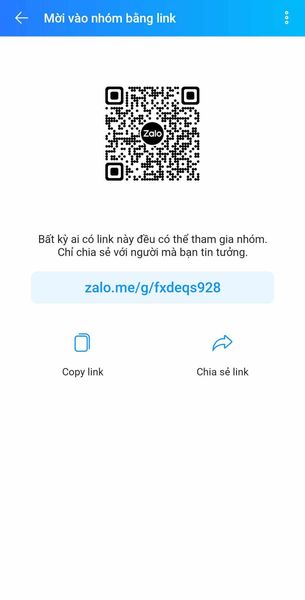 Mời vào nhóm bằng link
Zalo
Bất kỳ ai có link này đều có thể tham gia nhóm.
Chỉ chia sẻ với người mà bạn tin tưởng.
zalo.me/g/fxdeqs928
Copy link
Chia sẻ link